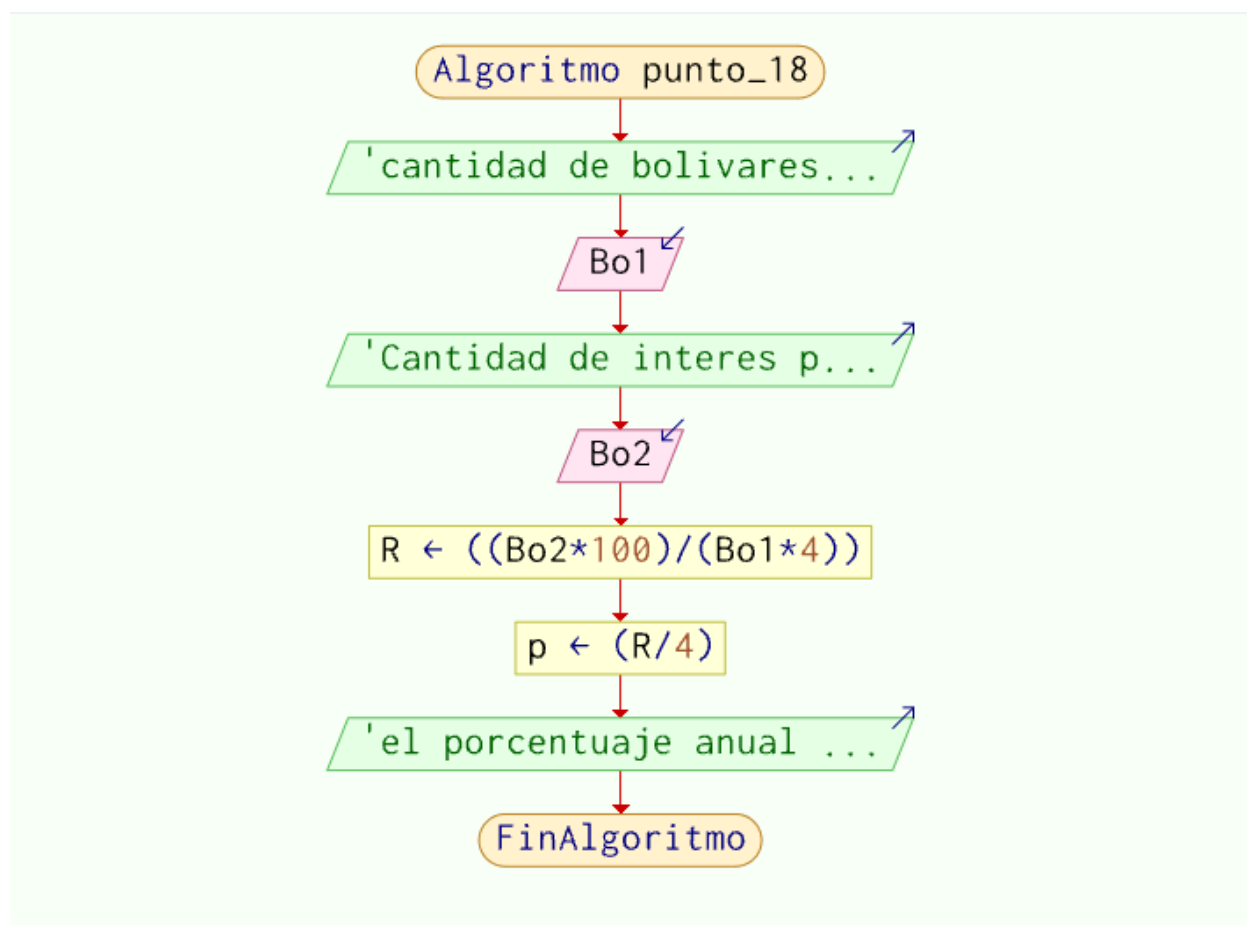 Algoritmo punto_18
'cantidad de bolivares...
Bo1
'Cantidad de interes p...
Bo2
R ← ((Bo2*100)/(Bo1*4))
p ← (R/4)
'el porcentuaje anual ...
FinAlgoritmo